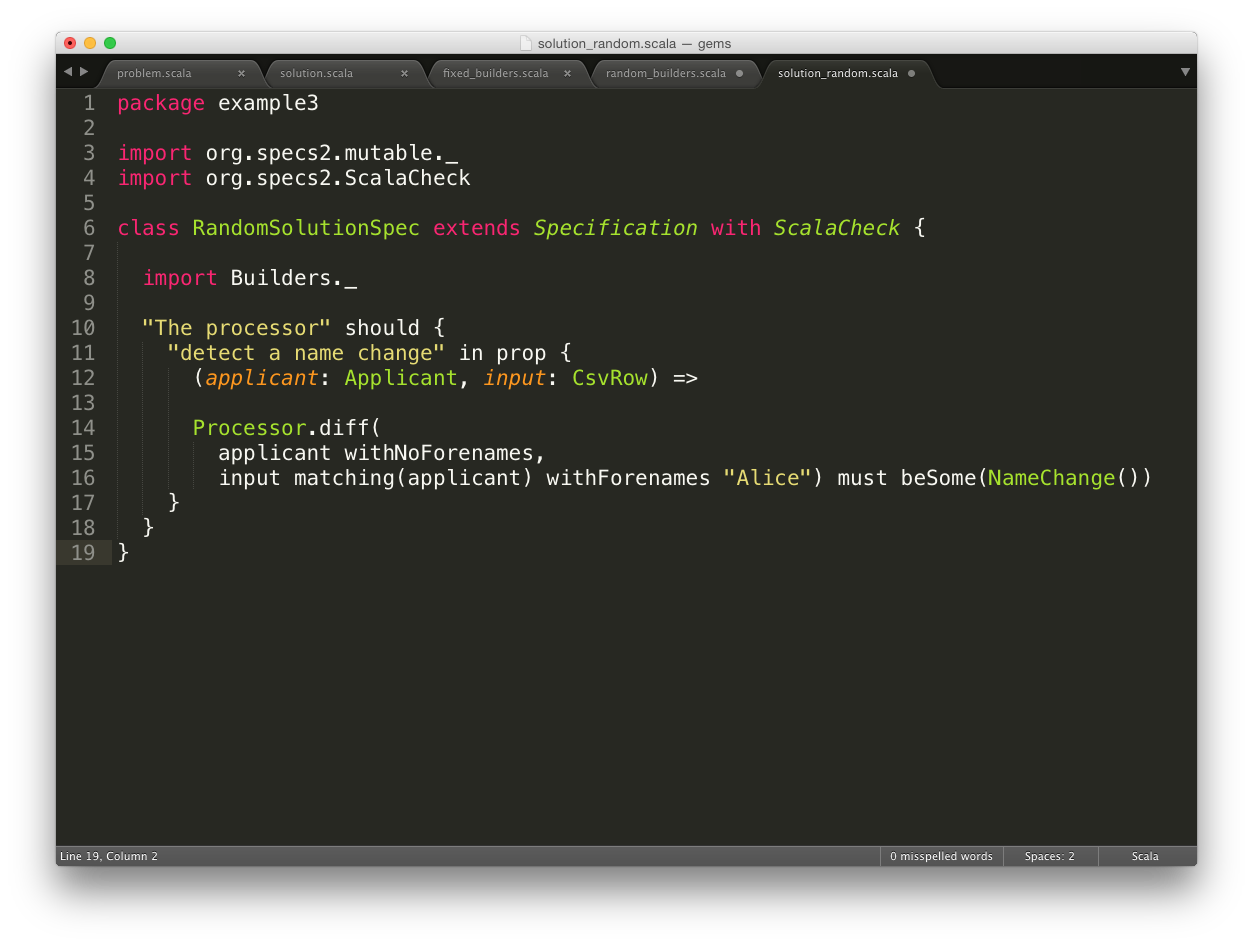 solution_random.scala — gems
problem.scala × solution.scala × fixed_builders.scala × random_builders.scala ● solution_random.scala ●
1 package example3
2
3 import org.specs2.mutable._
4 import org.specs2.ScalaCheck
5
6 class RandomSolutionSpec extends Specification with ScalaCheck {
7
8   import Builders._
9
10   "The processor" should {
11     "detect a name change" in prop {
12       (applicant: Applicant, input: CsvRow) =>
13
14       Processor.diff(
15         applicant withNoForenames,
16         input matching(applicant) withForenames "Alice") must beSome(NameChange())
17     }
18   }
19 }
Line 19, Column 2 0 misspelled words Spaces: 2 Scala